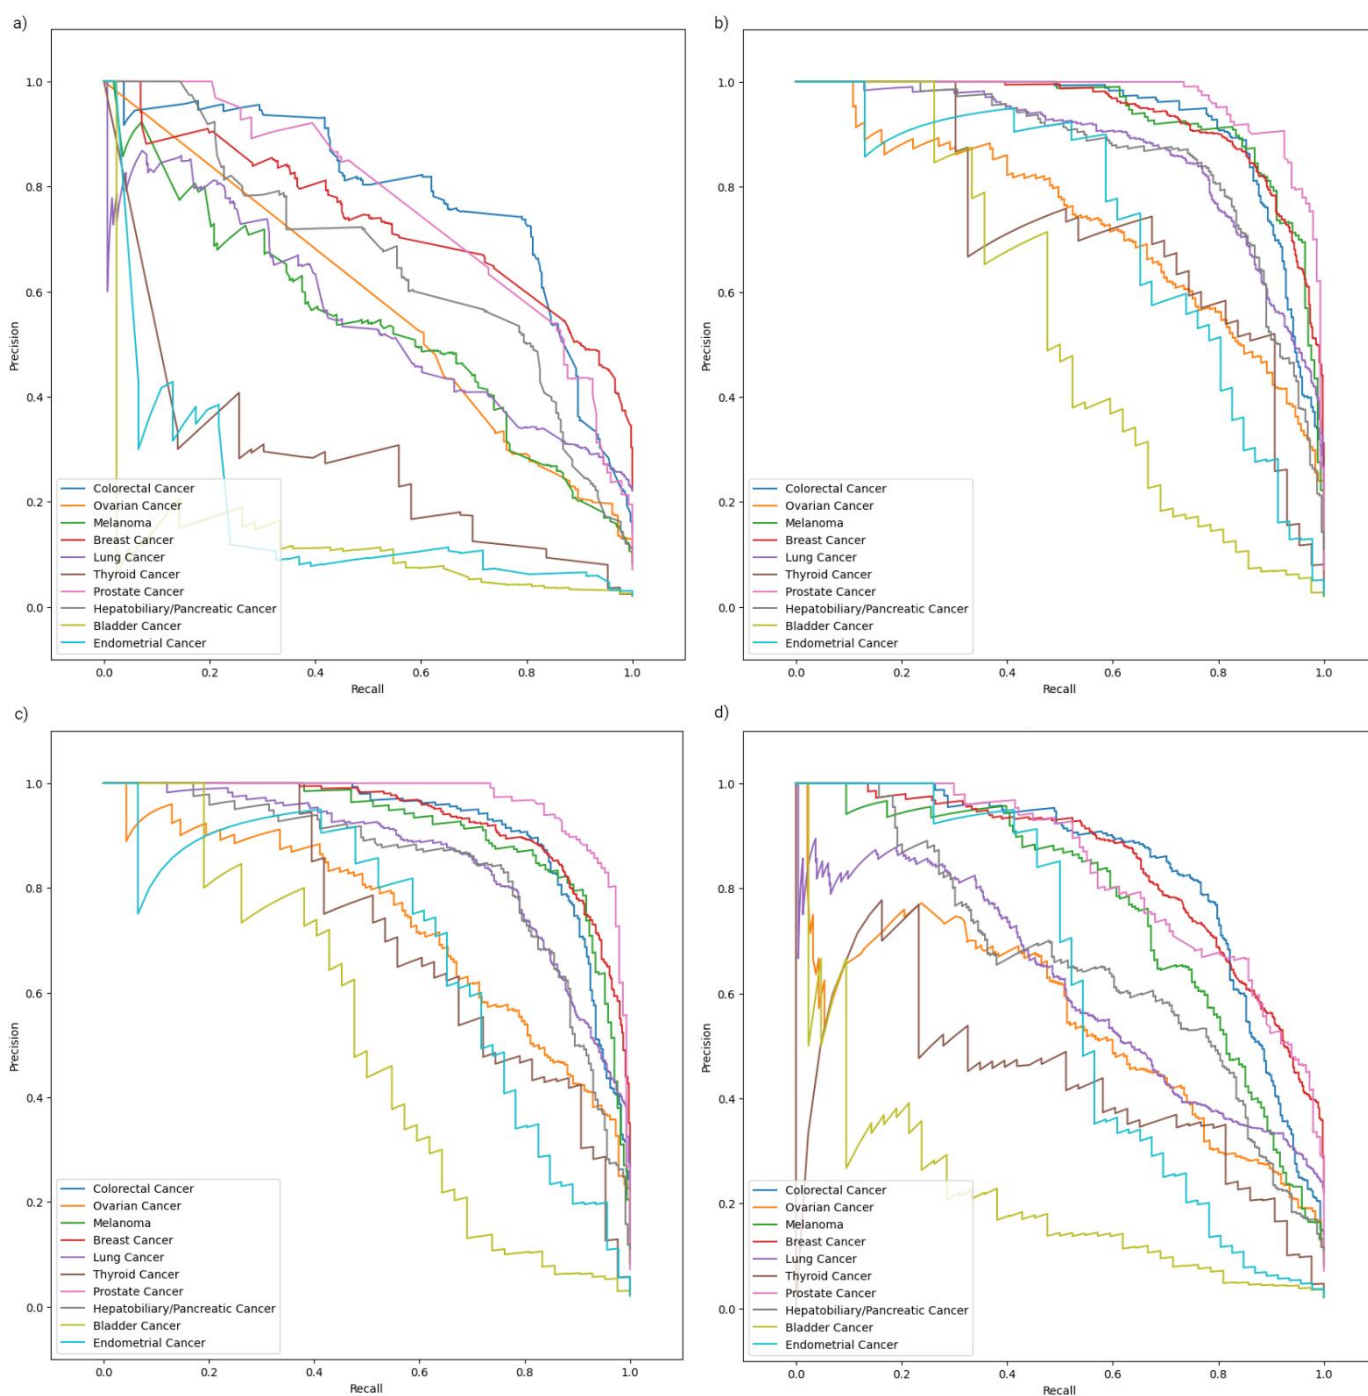 a)
1.0
0.8
0.6
0.4
0.2
0.0
Precision
Colorectal Cancer
Ovarian Cancer
Melanoma
Breast Cancer
Lung Cancer
Thyroid Cancer
Prostate Cancer
Hepatobiliary/Pancreatic Cancer
Bladder Cancer
Endometrial Cancer
0.0 0.2 0.4 0.6 0.8 1.0
Recall
b)
1.0
0.8
0.6
0.4
0.2
0.0
Precision
Colorectal Cancer
Ovarian Cancer
Melanoma
Breast Cancer
Lung Cancer
Thyroid Cancer
Prostate Cancer
Hepatobiliary/Pancreatic Cancer
Bladder Cancer
Endometrial Cancer
0.0 0.2 0.4 0.6 0.8 1.0
Recall
c)
1.0
0.8
0.6
0.4
0.2
0.0
Precision
Colorectal Cancer
Ovarian Cancer
Melanoma
Breast Cancer
Lung Cancer
Thyroid Cancer
Prostate Cancer
Hepatobiliary/Pancreatic Cancer
Bladder Cancer
Endometrial Cancer
0.0 0.2 0.4 0.6 0.8 1.0
Recall
d)
1.0
0.8
0.6
0.4
0.2
0.0
Precision
Colorectal Cancer
Ovarian Cancer
Melanoma
Breast Cancer
Lung Cancer
Thyroid Cancer
Prostate Cancer
Hepatobiliary/Pancreatic Cancer
Bladder Cancer
Endometrial Cancer
0.0 0.2 0.4 0.6 0.8 1.0
Recall